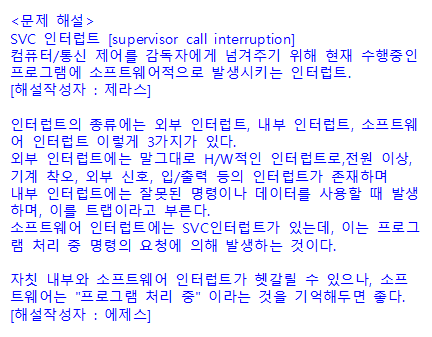 <문제 해설>
SVC 인터럽트 [supervisor call interruption]
컴퓨터/통신 제어를 감독자에게 넘겨주기 위해 현재 수행중인
프로그램에 소프트웨어적으로 발생시키는 인터럽트.
[해설작성자 : 제라스]

인터럽트의 종류에는 외부 인터럽트, 내부 인터럽트, 소프트웨
어 인터럽트 이렇게 3가지가 있다.
외부 인터럽트에는 말그대로 H/W적인 인터럽트로,전원 이상,
기계 착오, 외부 신호, 입/출력 등의 인터럽트가 존재하며
내부 인터럽트에는 잘못된 명령이나 데이터를 사용할 때 발생
하며, 이를 트랩이라고 부른다.
소프트웨어 인터럽트에는 SVC인터럽트가 있는데, 이는 프로그
램 처리 중 명령의 요청에 의해 발생하는 것이다.

자칫 내부와 소프트웨어 인터럽트가 헷갈릴 수 있으나, 소프
트웨어는 "프로그램 처리 중" 이라는 것을 기억해두면 좋다.
[해설작성자 : 에제스]